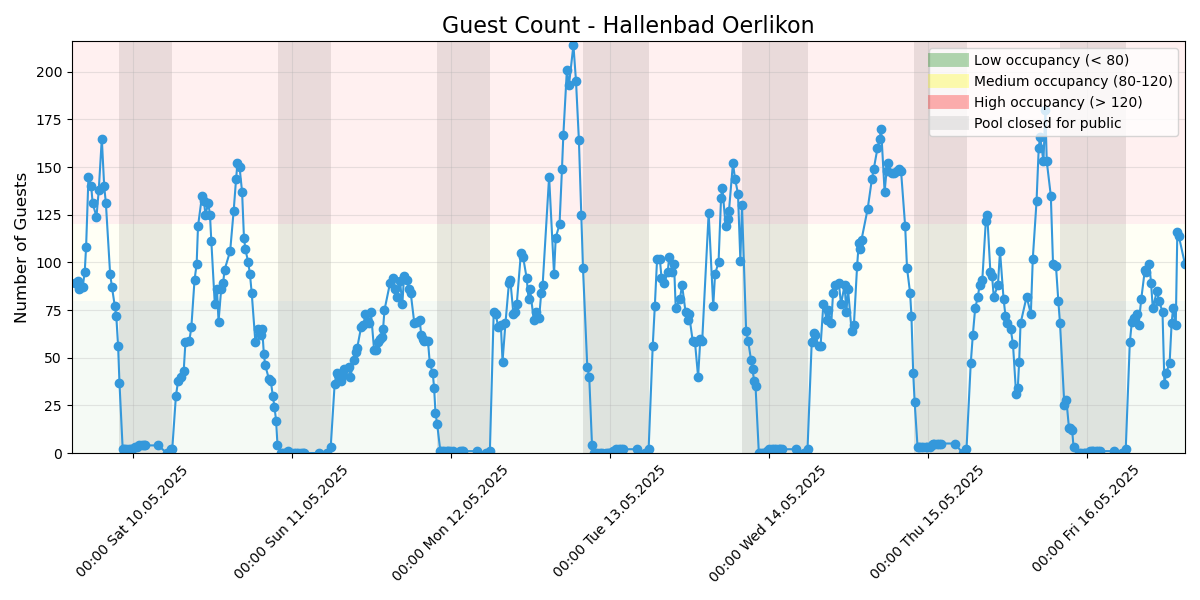 Guest Count - Hallenbad Oerlikon
Number of Guests
200
175
150
125
100
75
50
25
0
Low occupancy (< 80)
Medium occupancy (80-120)
High occupancy (> 120)
Pool closed for public
00:00 Sat 10.05.2025
00:00 Sun 11.05.2025
00:00 Mon 12.05.2025
00:00 Tue 13.05.2025
00:00 Wed 14.05.2025
00:00 Thu 15.05.2025
00:00 Fri 16.05.2025